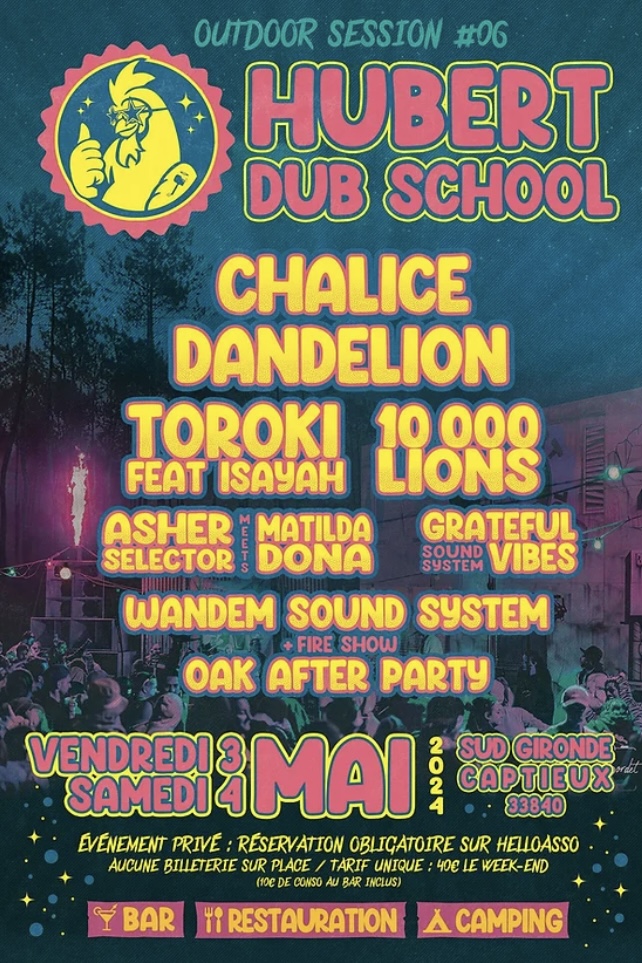 OUTDOOR SESSION #06
HUBERT
DUB SCHOOL
CHALICE
DANDELION
TOROKI
FEAT ISAYAH
10 000
LIONS
ASHER
SELECTOR
MEETS
MATILDA
DONA
GRATEFUL
SOUND
SYSTEM
VIBES
WANDEM SOUND SYSTEM
+ FIRE SHOW
OAK AFTER PARTY
VENDREDI 3
SAMEDI 4
MAI
2024
SUD GIRONDE
CAPTIEUX
33840
ÉVÉNEMENT PRIVÉ : RÉSERVATION OBLIGATOIRE SUR HELLOASSO
AUCUNE BILLETERIE SUR PLACE / TARIF UNIQUE : 40€ LE WEEK-END
(10€ DE CONSO AU BAR INCLUS)
BAR
RESTAURATION
CAMPING